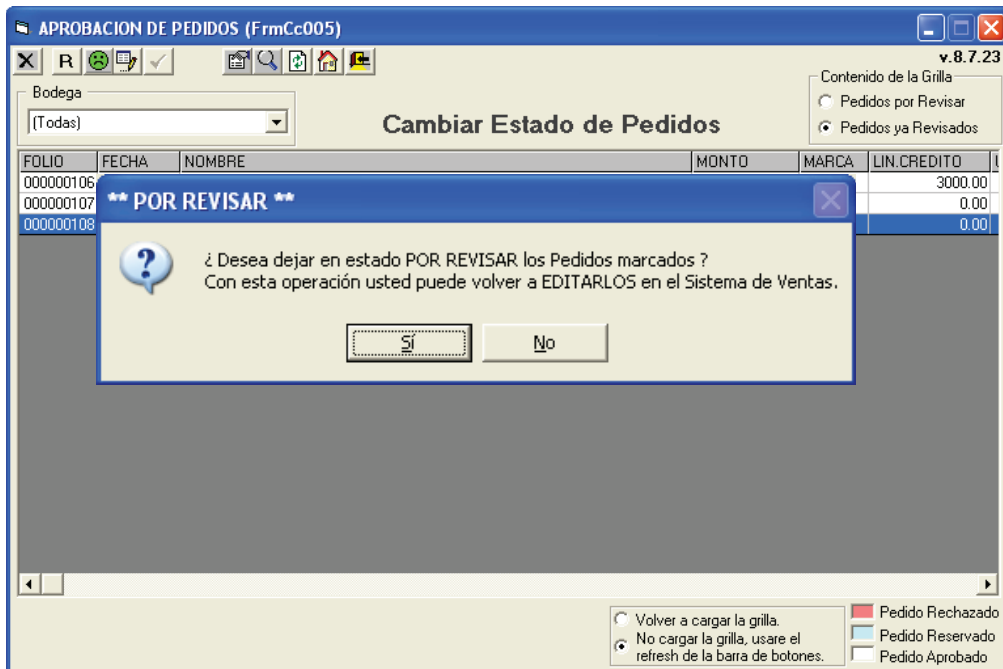 APROBACION DE PEDIDOS (FrmCc005)
R
v.8.7.23
Bodega
(Todas)
Cambiar Estado de Pedidos
Contenido de la Grilla
Pedidos por Revisar
Pedidos ya Revisados
FOLIO FECHA NOMBRE MONTO MARCA LIN.CREDITO
000000106 3000.00
000000107 0.00
000000108 0.00
** POR REVISAR **
¿ Desea dejar en estado POR REVISAR los Pedidos marcados ?
Con esta operación usted puede volver a EDITARLOS en el Sistema de Ventas.
Sí No
Volver a cargar la grilla.
No cargar la grilla, usare el
refresh de la barra de botones.
Pedido Rechazado
Pedido Reservado
Pedido Aprobado